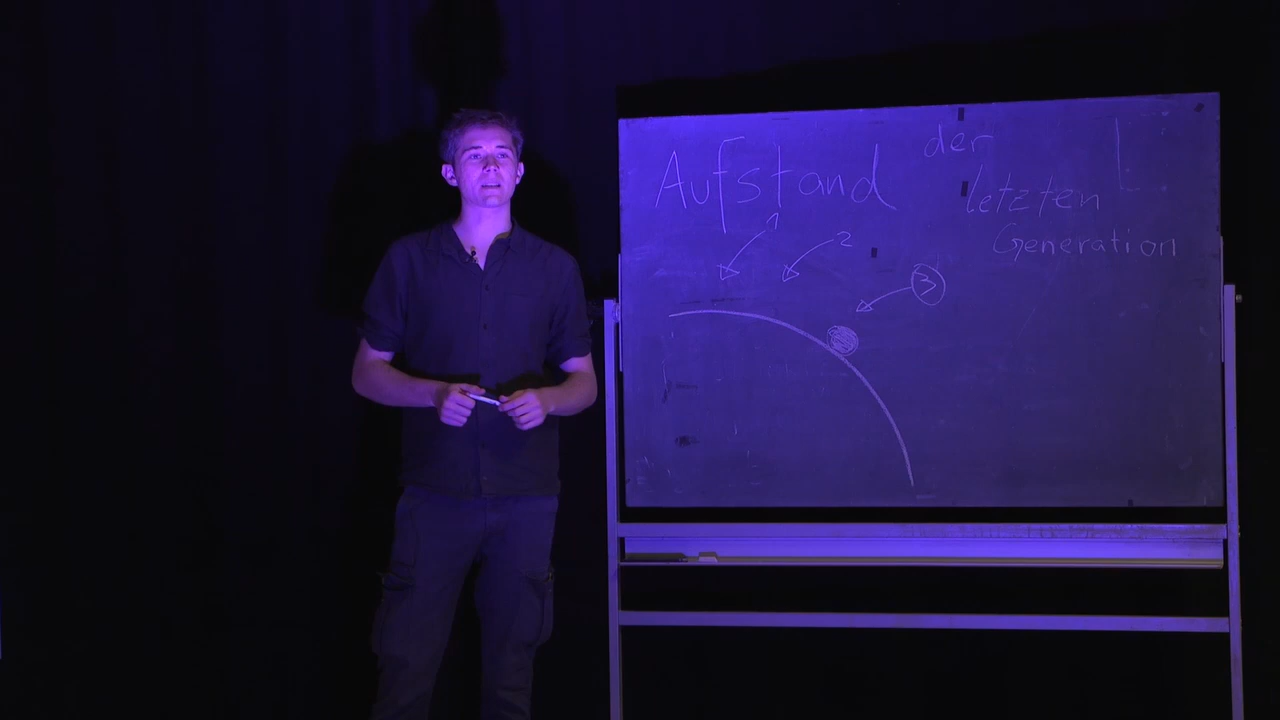 Aufstand der
letzten
Generation
1
2
3